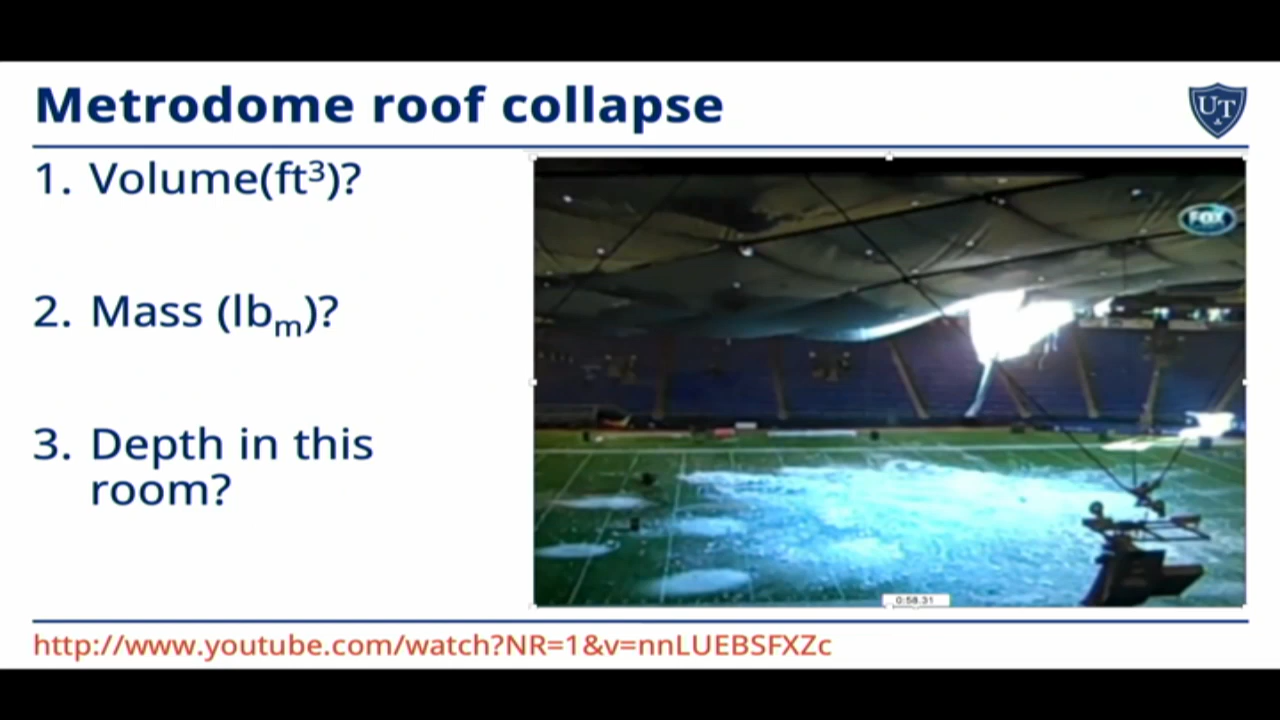 Metrodome roof collapse
UT
1. Volume(ft³)?
FOX
2. Mass (lbₘ)?
3. Depth in this
room?
0:58.31
http://www.youtube.com/watch?NR=1&v=nnLUEBSFXZc